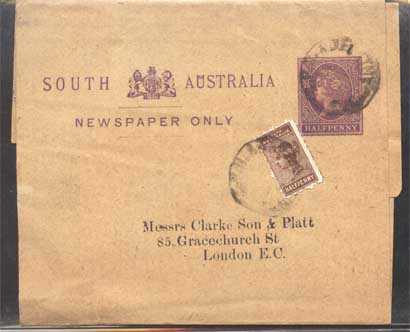 SOUTH AUSTRALIA
HALFPENNY
NEWSPAPER ONLY
HALFPENNY
Messrs Clarke Son & Platt
85. Gracechurch St
London E.C.